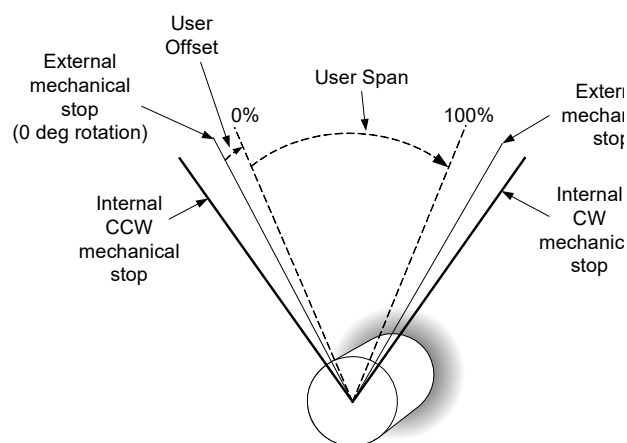 User
Offset
External
mechanical
stop
(0 deg rotation)
0%
User Span
100%
stop
Internal
CCW
mechanical
stop
Internal
CW
stop